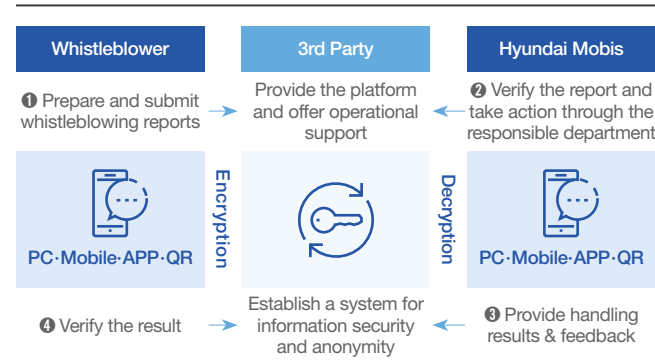 Whistleblower
3rd Party
Hyundai Mobis
❶ Prepare and submit
whistleblowing reports
Provide the platform
and offer operational
support
❷ Verify the report and
take action through the
responsible department
PC·Mobile·APP·QR
Encryption
Decryption
PC·Mobile·APP·QR
❹ Verify the result
Establish a system for
information security
and anonymity
❸ Provide handling
results & feedback